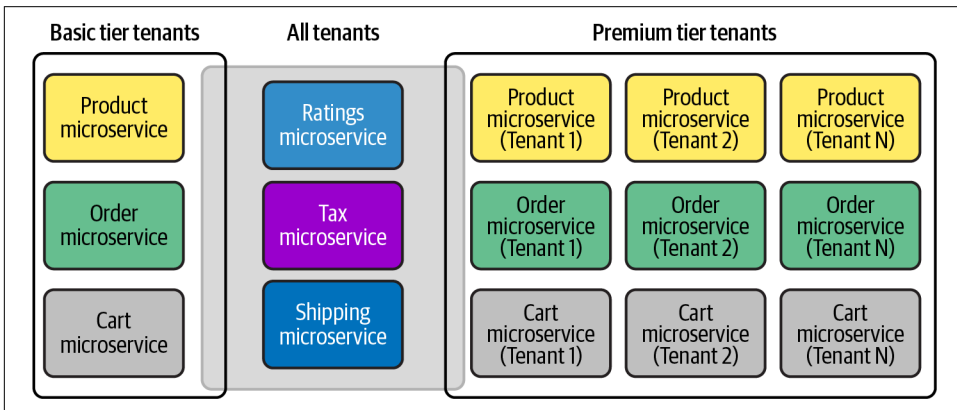 Basic tier tenants
All tenants
Premium tier tenants
Product
microservice
Ratings
microservice
Product
microservice
(Tenant 1)
Product
microservice
(Tenant 2)
Product
microservice
(Tenant N)
Order
microservice
Tax
microservice
Order
microservice
(Tenant 1)
Order
microservice
(Tenant 2)
Order
microservice
(Tenant N)
Cart
microservice
Shipping
microservice
Cart
microservice
(Tenant 1)
Cart
microservice
(Tenant 2)
Cart
microservice
(Tenant N)